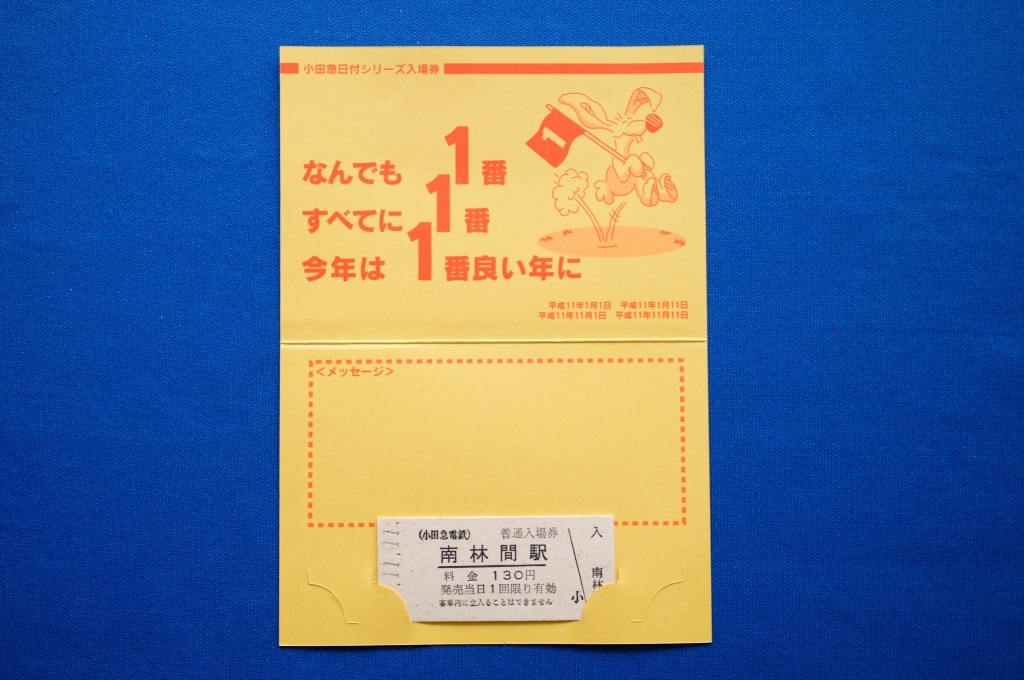 小田急日付シリーズ入場券
1
なんでも 1番
すべてに 1番
今年は 1番良い年に
平成11年1月1日 平成11年1月11日
平成11年11月1日 平成11年11月11日
<メッセージ>
.11.11.
(小田急電鉄) 普通入場券
南林間駅
料金 130円
発売当日1回限り有効
客車内に立入ることはできません
入
南林
小